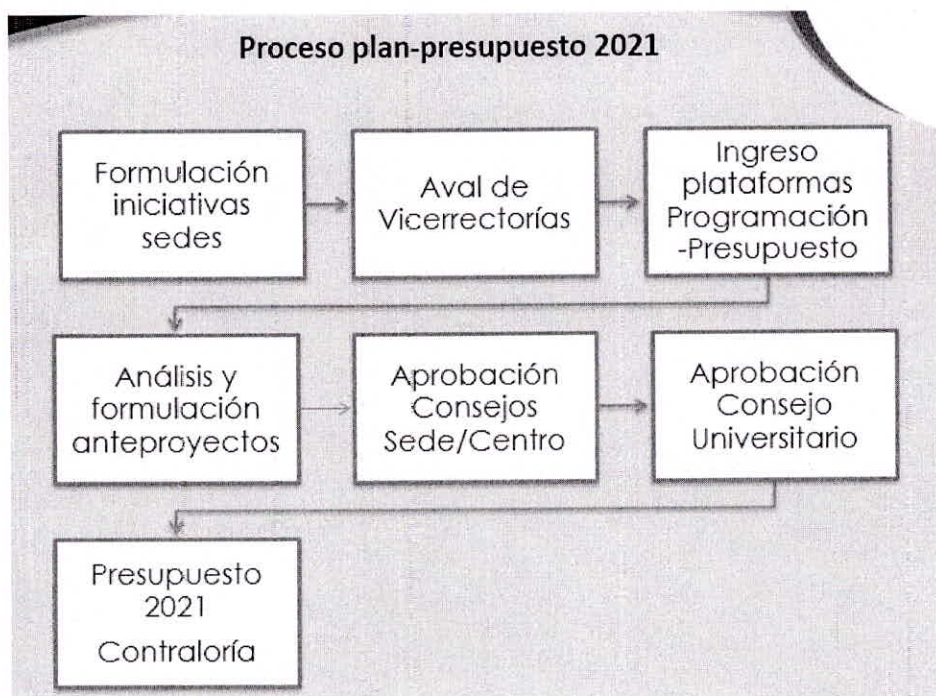 Proceso plan-presupuesto 2021
Formulación
iniciativas
sedes
Aval de
Vicerrectorías
Ingreso
plataformas
Programación
-Presupuesto
Análisis y
formulación
anteproyectos
Aprobación
Consejos
Sede/Centro
Aprobación
Consejo
Universitario
Presupuesto
2021
Contraloría